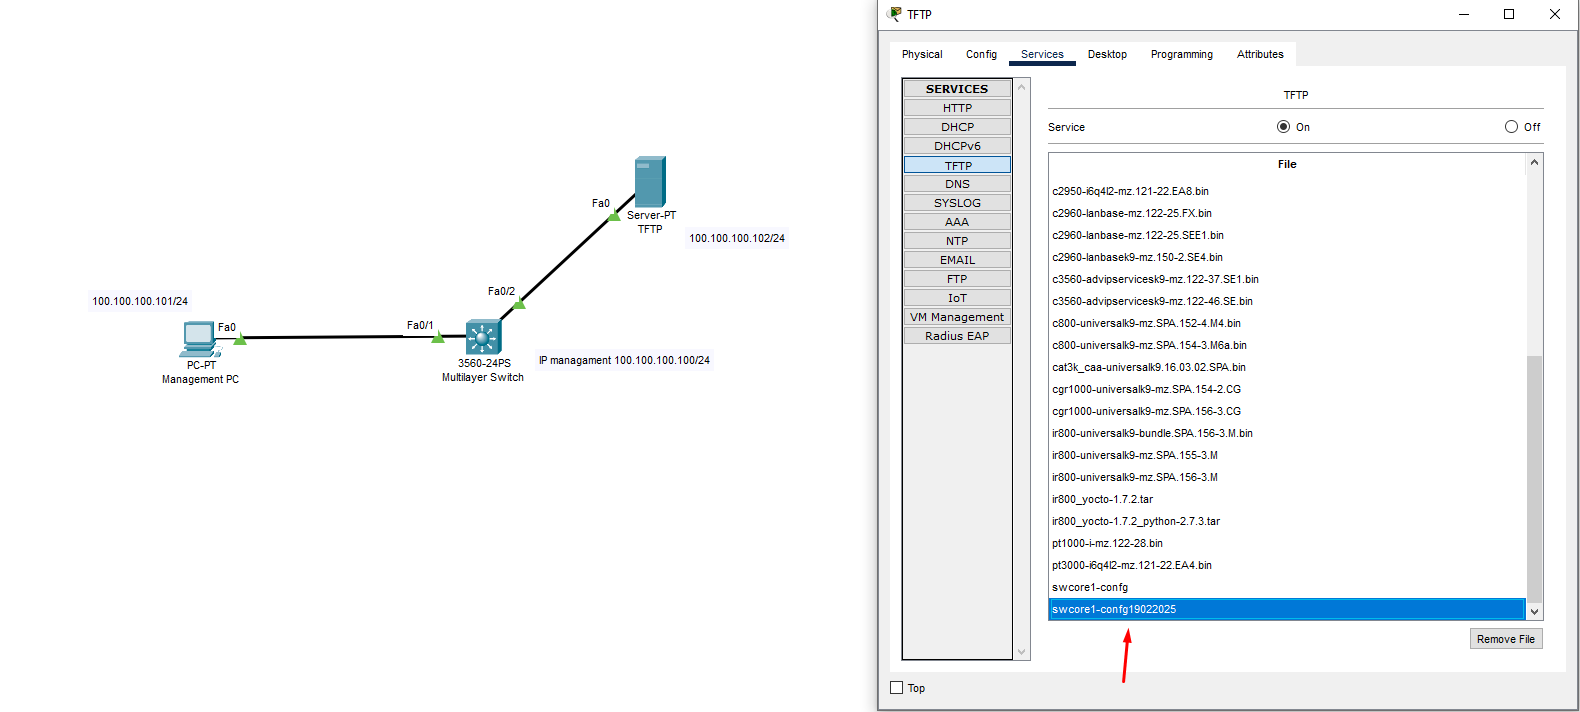 100.100.100.101/24
Fa0
PC-PT
Management PC
Fa0/1
Fa0/2
3560-24PS
Multilayer Switch
IP managament 100.100.100.100/24
Fa0
Server-PT
TFTP
100.100.100.102/24
TFTP
Physical Config Services Desktop Programming Attributes
SERVICES
HTTP
DHCP
DHCPv6
TFTP
DNS
SYSLOG
AAA
NTP
EMAIL
FTP
IoT
VM Management
Radius EAP
TFTP
Service On Off
File
c2950-i6q4l2-mz.121-22.EA8.bin
c2960-lanbase-mz.122-25.FX.bin
c2960-lanbase-mz.122-25.SEE1.bin
c2960-lanbasek9-mz.150-2.SE4.bin
c3560-advipservicesk9-mz.122-37.SE1.bin
c3560-advipservicesk9-mz.122-46.SE.bin
c800-universalk9-mz.SPA.152-4.M4.bin
c800-universalk9-mz.SPA.154-3.M6a.bin
cat3k_caa-universalk9.16.03.02.SPA.bin
cgr1000-universalk9-mz.SPA.154-2.CG
cgr1000-universalk9-mz.SPA.156-3.CG
ir800-universalk9-bundle.SPA.156-3.M.bin
ir800-universalk9-mz.SPA.155-3.M
ir800-universalk9-mz.SPA.156-3.M
ir800_yocto-1.7.2.tar
ir800_yocto-1.7.2_python-2.7.3.tar
pt1000-i-mz.122-28.bin
pt3000-i6q4l2-mz.121-22.EA4.bin
swcore1-confg
swcore1-confg19022025
Remove File
Top